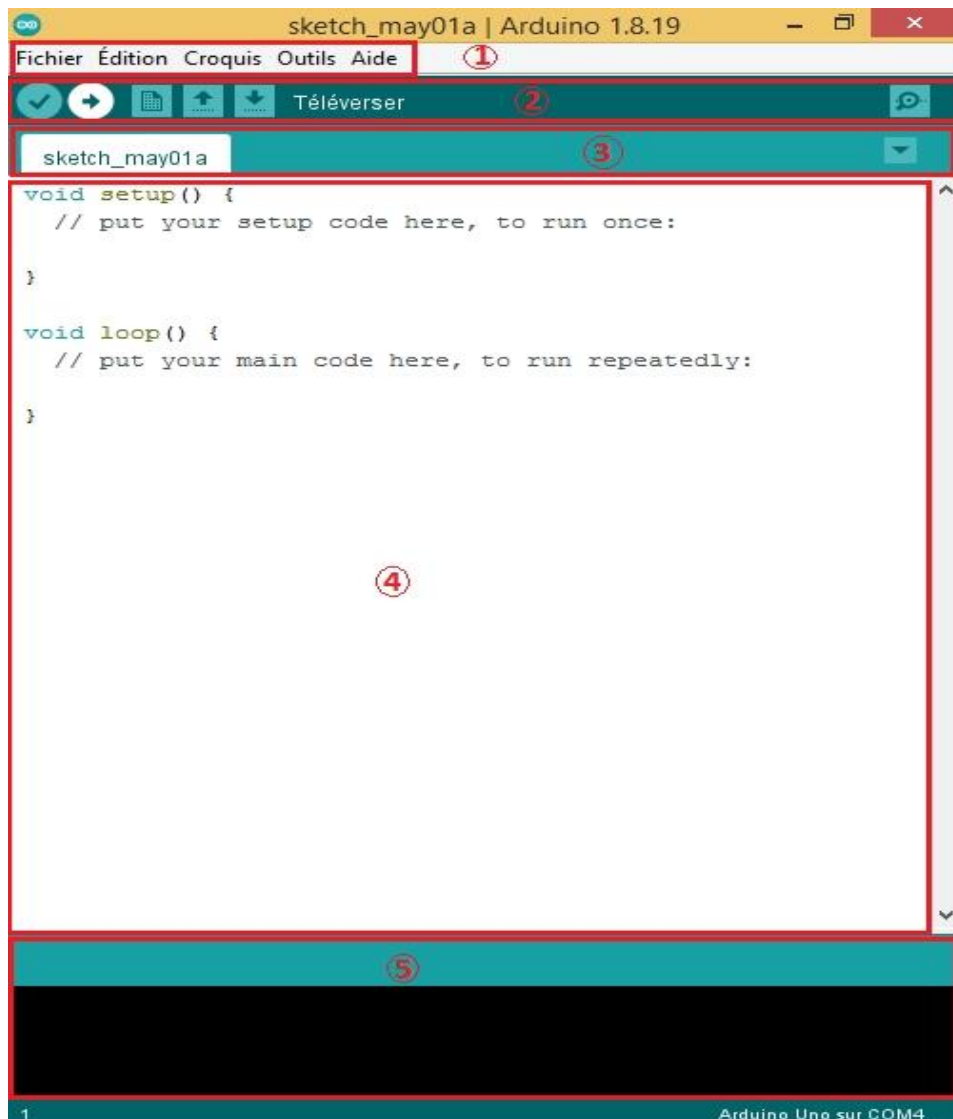 sketch_may01a | Arduino 1.8.19
Fichier Édition Croquis Outils Aide ①
Téléverser ②
sketch_may01a ③
void setup() {
// put your setup code here, to run once:
}
void loop() {
// put your main code here, to run repeatedly:
}
④
⑤
1 Arduino Uno sur COM4